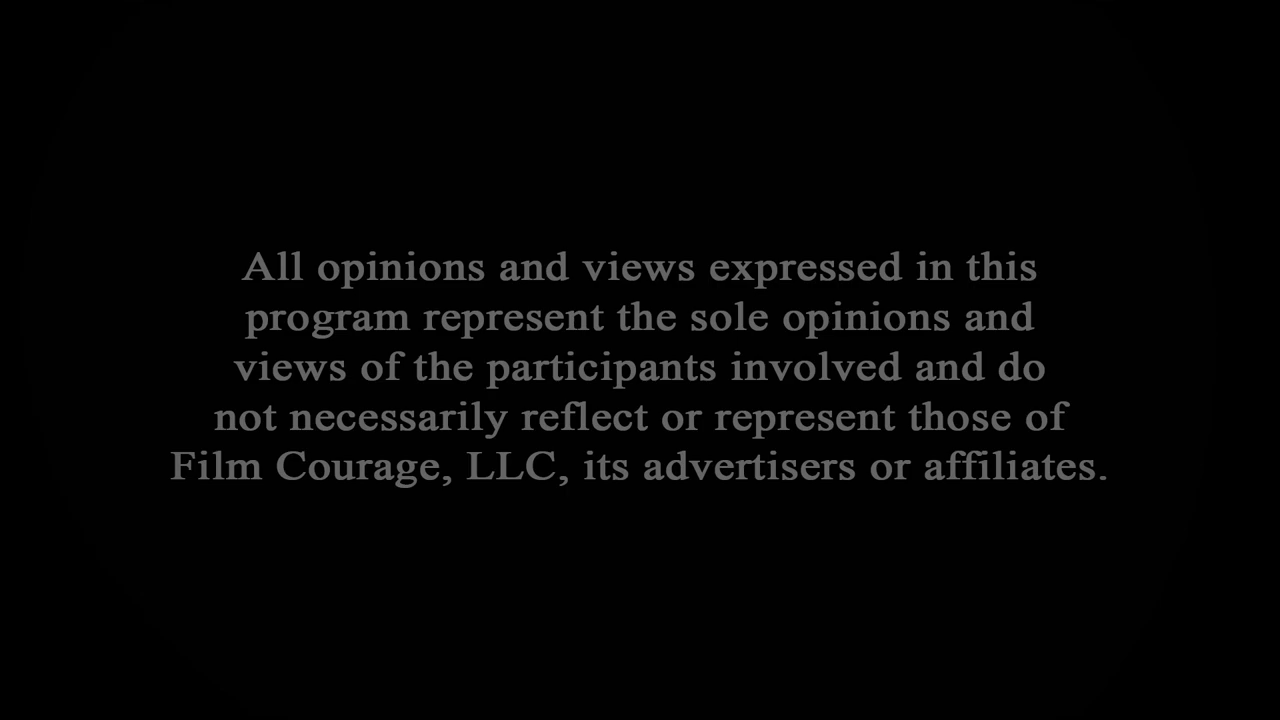 All opinions and views expressed in this
program represent the sole opinions and
views of the participants involved and do
not necessarily reflect or represent those of
Film Courage, LLC, its advertisers or affiliates.